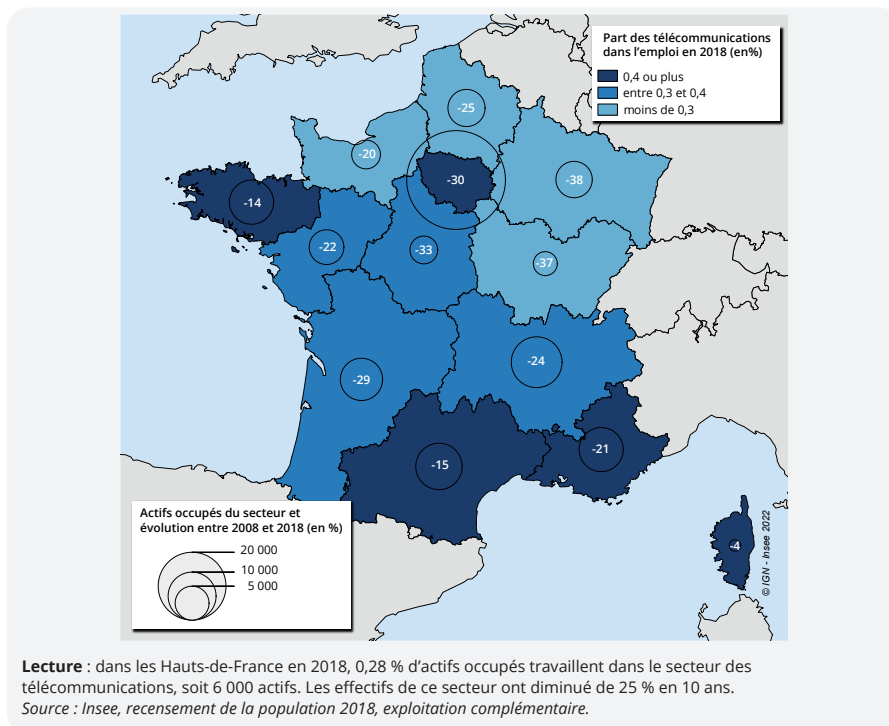 Part des télécommunications
dans l’emploi en 2018 (en%)
0,4 ou plus
entre 0,3 et 0,4
moins de 0,3
-25
-20
-30
-38
-14
-22
-33
-37
-29
-24
-15
-21
-4
Actifs occupés du secteur et
évolution entre 2008 et 2018 (en %)
20 000
10 000
5 000
© IGN - Insee 2022
Lecture : dans les Hauts-de-France en 2018, 0,28 % d’actifs occupés travaillent dans le secteur des
télécommunications, soit 6 000 actifs. Les effectifs de ce secteur ont diminué de 25 % en 10 ans.
Source : Insee, recensement de la population 2018, exploitation complémentaire.